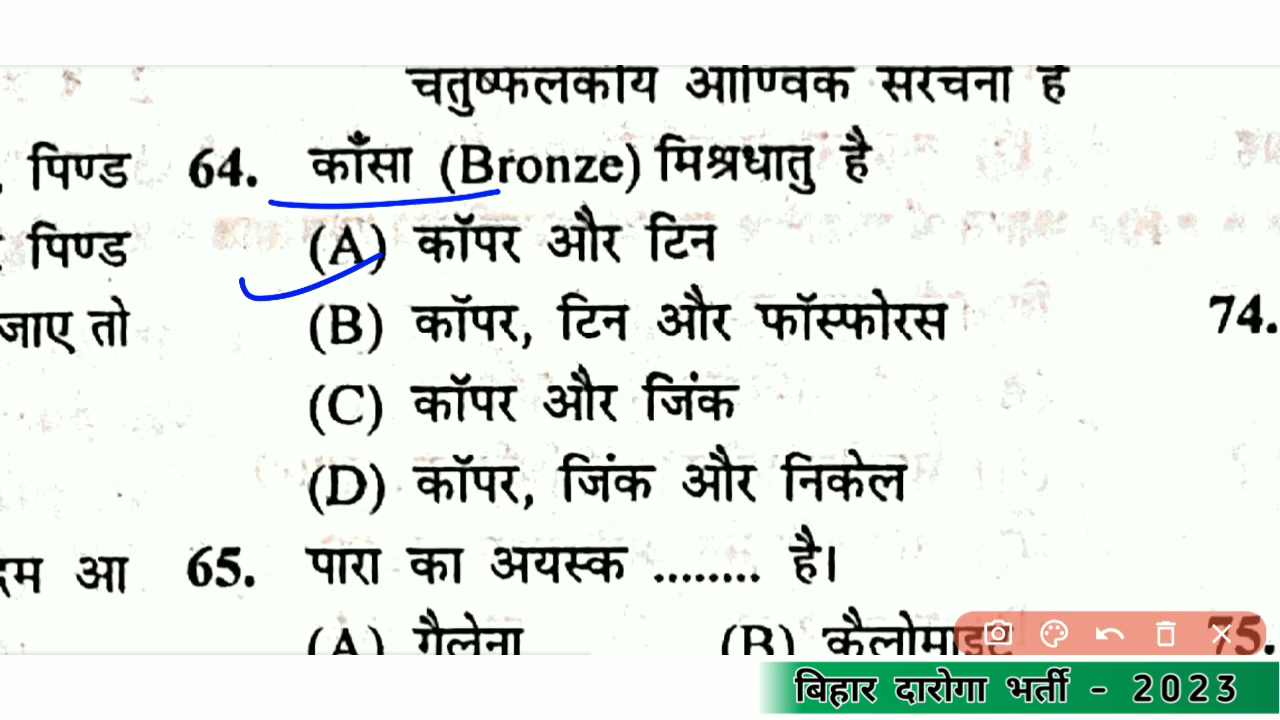 चतुष्फलकीय आण्विक संरचना है
पिण्ड
64. काँसा (Bronze) मिश्रधातु है
पिण्ड
(A) कॉपर और टिन
जाए तो
(B) कॉपर, टिन और फॉस्फोरस
74.
(C) कॉपर और जिंक
(D) कॉपर, जिंक और निकेल
आ
65. पारा का अयस्क ........ है।
(A) गैलेना (B) कैलोमाइट
75.
बिहार दारोगा भर्ती - 2023